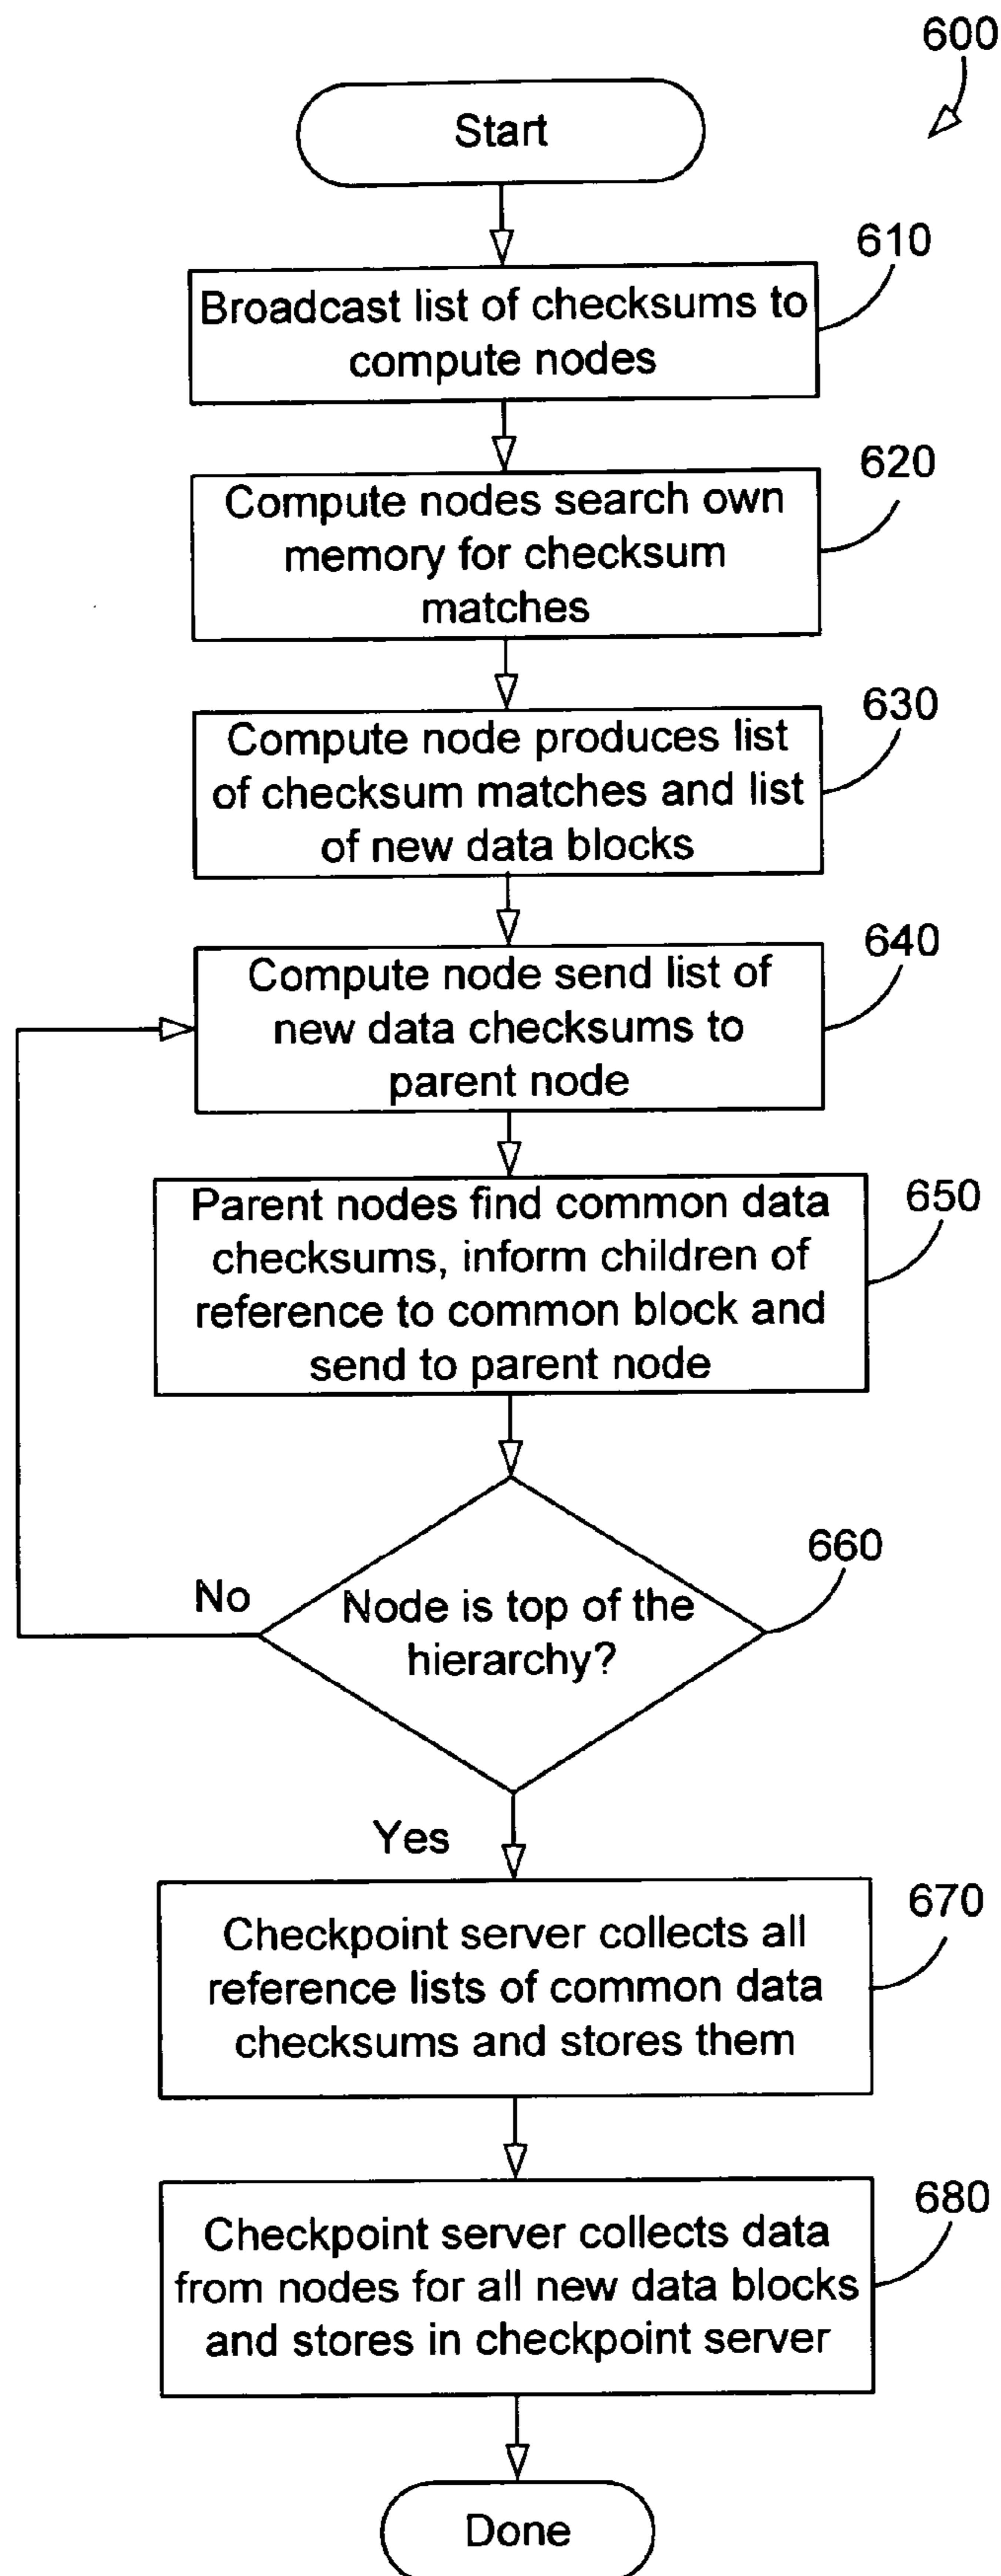 600
Start
610
Broadcast list of checksums to
compute nodes
620
Compute nodes search own
memory for checksum
matches
630
Compute node produces list
of checksum matches and list
of new data blocks
640
Compute node send list of
new data checksums to
parent node
650
Parent nodes find common data
checksums, inform children of
reference to common block and
send to parent node
660
Node is top of the
hierarchy?
No
Yes
670
Checkpoint server collects all
reference lists of common data
checksums and stores them
680
Checkpoint server collects data
from nodes for all new data blocks
and stores in checkpoint server
Done